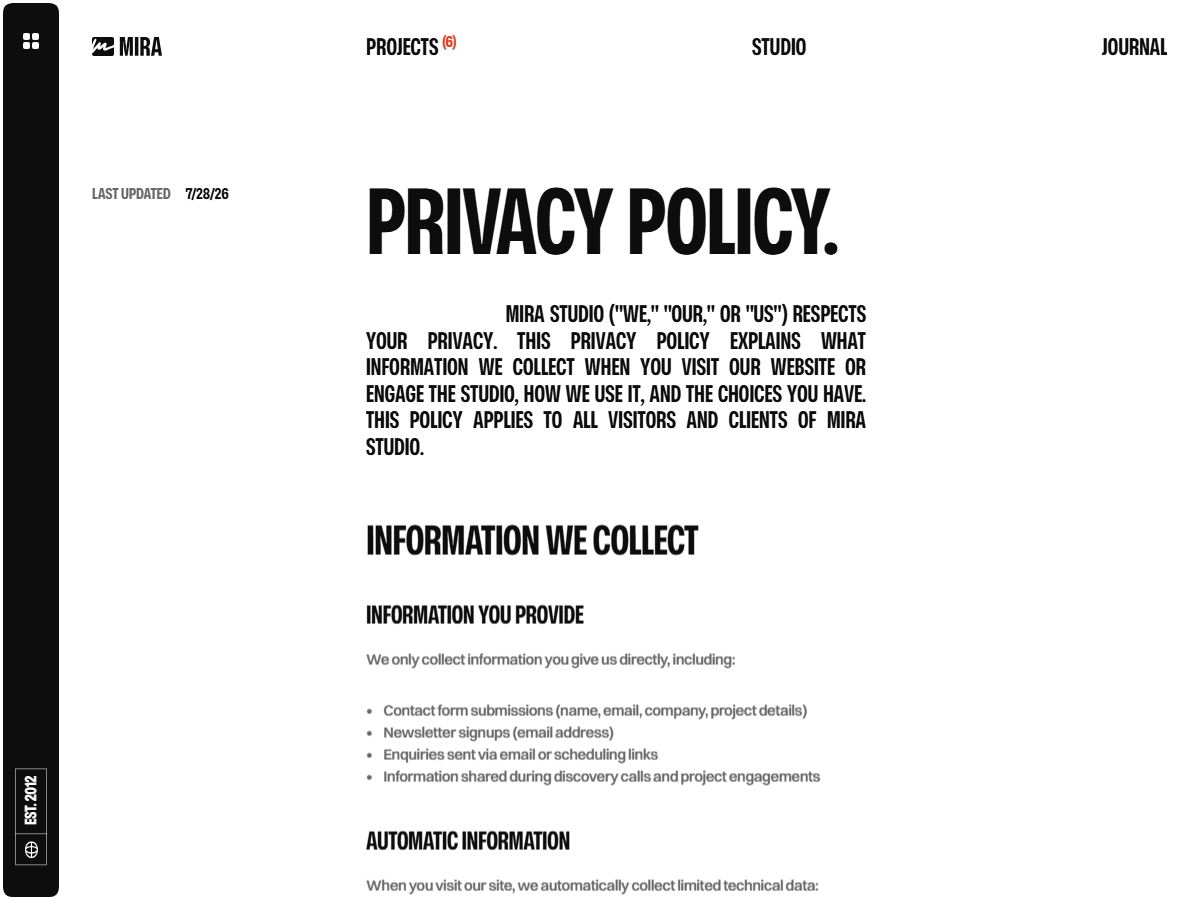 MIRA
PROJECTS (6)
STUDIO
JOURNAL
LAST UPDATED 7/28/26
PRIVACY POLICY.
MIRA STUDIO ("WE," "OUR," OR "US") RESPECTS
YOUR PRIVACY. THIS PRIVACY POLICY EXPLAINS WHAT
INFORMATION WE COLLECT WHEN YOU VISIT OUR WEBSITE OR
ENGAGE THE STUDIO, HOW WE USE IT, AND THE CHOICES YOU HAVE.
THIS POLICY APPLIES TO ALL VISITORS AND CLIENTS OF MIRA
STUDIO.
INFORMATION WE COLLECT
INFORMATION YOU PROVIDE
We only collect information you give us directly, including:
• Contact form submissions (name, email, company, project details)
• Newsletter signups (email address)
• Enquiries sent via email or scheduling links
• Information shared during discovery calls and project engagements
AUTOMATIC INFORMATION
When you visit our site, we automatically collect limited technical data:
EST. 2012